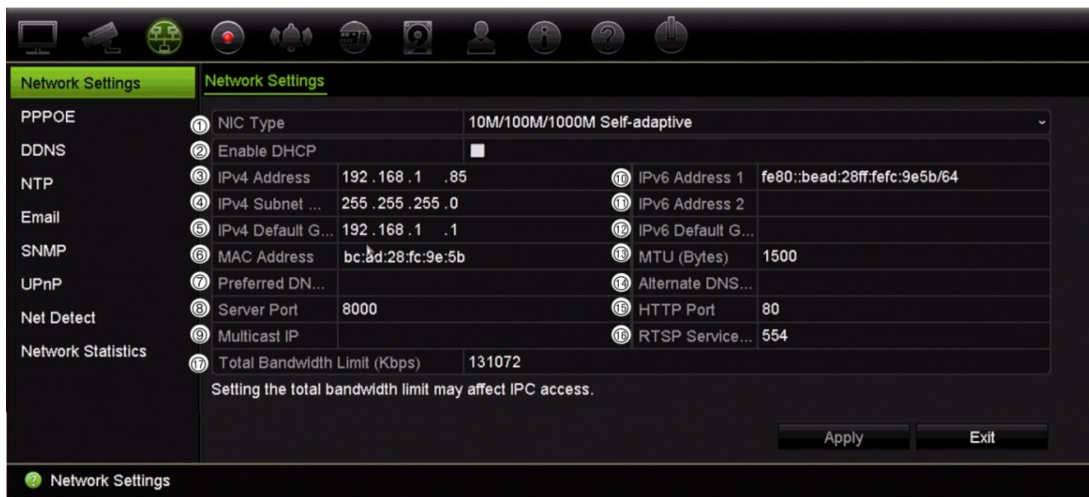 Network Settings
Network Settings
PPPOE
DDNS
NTP
Email
SNMP
UPnP
Net Detect
Network Statistics
① NIC Type 10M/100M/1000M Self-adaptive
② Enable DHCP
③ IPv4 Address 192.168.1 .85 ⑩ IPv6 Address 1 fe80::bead:28ff:fefc:9e5b/64
④ IPv4 Subnet ... 255.255.255.0 ⑪ IPv6 Address 2
⑤ IPv4 Default G... 192.168.1 .1 ⑫ IPv6 Default G...
⑥ MAC Address bc:ad:28:fc:9e:5b ⑬ MTU (Bytes) 1500
⑦ Preferred DN... ⑭ Alternate DNS...
⑧ Server Port 8000 ⑮ HTTP Port 80
⑨ Multicast IP ⑯ RTSP Service... 554
⑰ Total Bandwidth Limit (Kbps) 131072
Setting the total bandwidth limit may affect IPC access.
Apply Exit
Network Settings